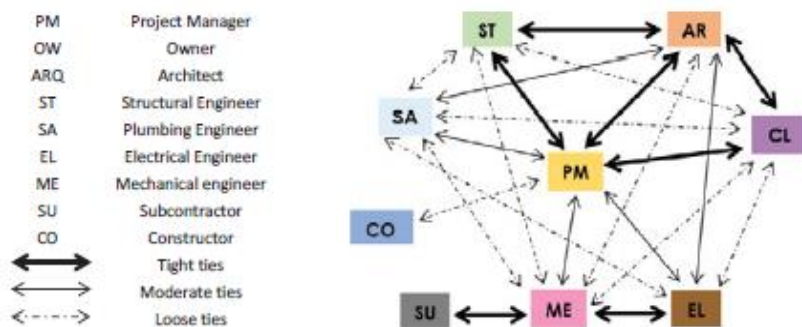 PM Project Manager
OW Owner
ARQ Architect
ST Structural Engineer
SA Plumbing Engineer
EL Electrical Engineer
ME Mechanical engineer
SU Subcontractor
CO Constructor
Tight ties
Moderate ties
Loose ties
ST AR
SA CL
PM
CO
SU ME EL